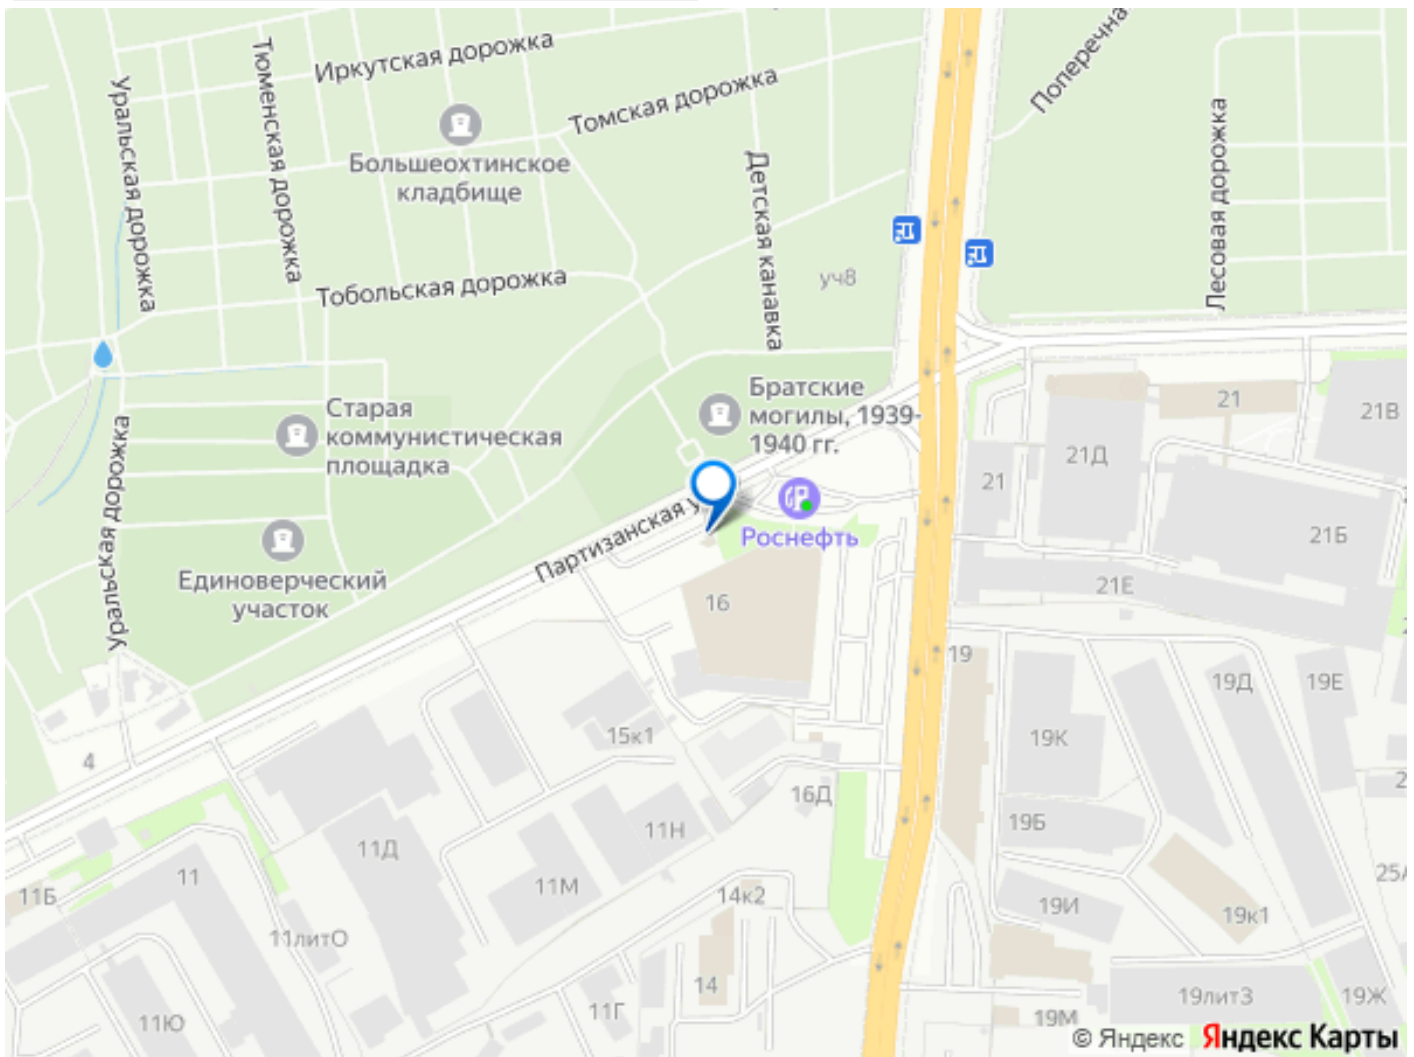 Иркутская дорожка
Томская дорожка
Поперечна
Тюменская дорожка
Уральская дорожка
Большеохтинское
кладбище
Детская канавка
Лесовая дорожка
Тобольская дорожка
уч8
Братские
могилы, 1939-
1940 гг.
Старая
коммунистическая
площадка
Уральская дорожка
Единоверческий
участок
Партизанская у
Роснефть
21
21В
21Д
21
21Б
21Е
16
19
19Д
19Е
15к1
19К
4
16Д
19Б
11Д
11Н
11М
11
11Б
14к2
25А
19И
19к1
11литО
14
11Г
11Ю
19литЗ
19Ж
19М
© Яндекс Яндекс Карты